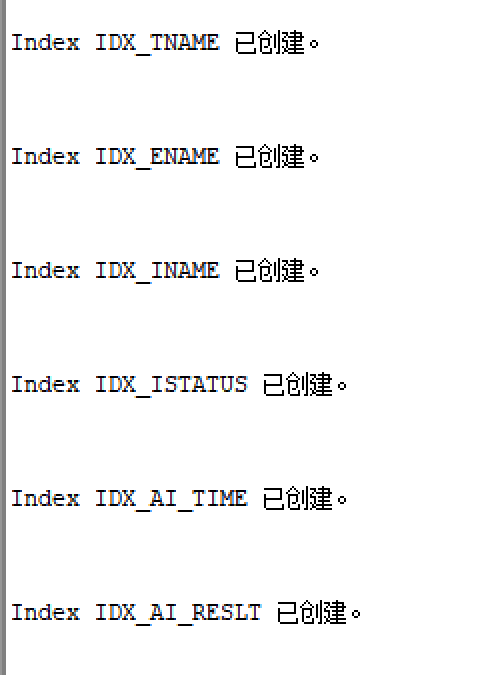 Index IDX_TNAME 已创建。
Index IDX_ENAME 已创建。
Index IDX_INAME 已创建。
Index IDX_ISTATUS 已创建。
Index IDX_AI_TIME 已创建。
Index IDX_AI_RESLT 已创建。